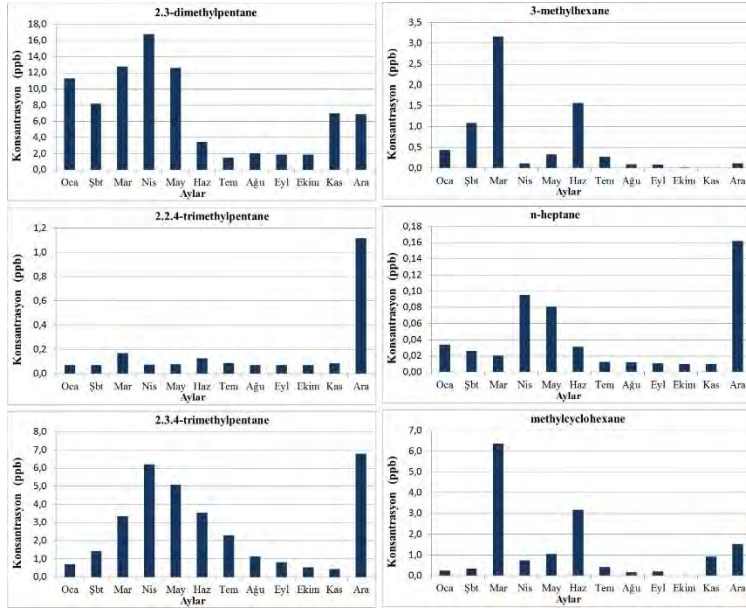 2.3-dimethylpentane
Konsantrasyon (ppb)
18,0
16,0
14,0
12,0
10,0
8,0
6,0
4,0
2,0
0,0
Oca Şbt Mar Nis May Haz Tem Ağu Eyl Ekim Kas Ara
Aylar
3-methylhexane
Konsantrasyon (ppb)
3,5
3,0
2,5
2,0
1,5
1,0
0,5
0,0
Oca Şbt Mar Nis May Haz Tem Ağu Eyl Ekim Kas Ara
Aylar
2.2.4-trimethylpentane
Konsantrasyon (ppb)
1,2
1,0
0,8
0,6
0,4
0,2
0,0
Oca Şbt Mar Nis May Haz Tem Ağu Eyl Ekim Kas Ara
Aylar
n-heptane
Konsantrasyon (ppb)
0,18
0,16
0,14
0,12
0,10
0,08
0,06
0,04
0,02
0,00
Oca Şbt Mar Nis May Haz Tem Ağu Eyl Ekim Kas Ara
Aylar
2.3.4-trimethylpentane
Konsantrasyon (ppb)
8,0
7,0
6,0
5,0
4,0
3,0
2,0
1,0
0,0
Oca Şbt Mar Nis May Haz Tem Ağu Eyl Ekim Kas Ara
Aylar
methylcyclohexane
Konsantrasyon (ppb)
7,0
6,0
5,0
4,0
3,0
2,0
1,0
0,0
Oca Şbt Mar Nis May Haz Tem Ağu Eyl Ekim Kas Ara
Aylar